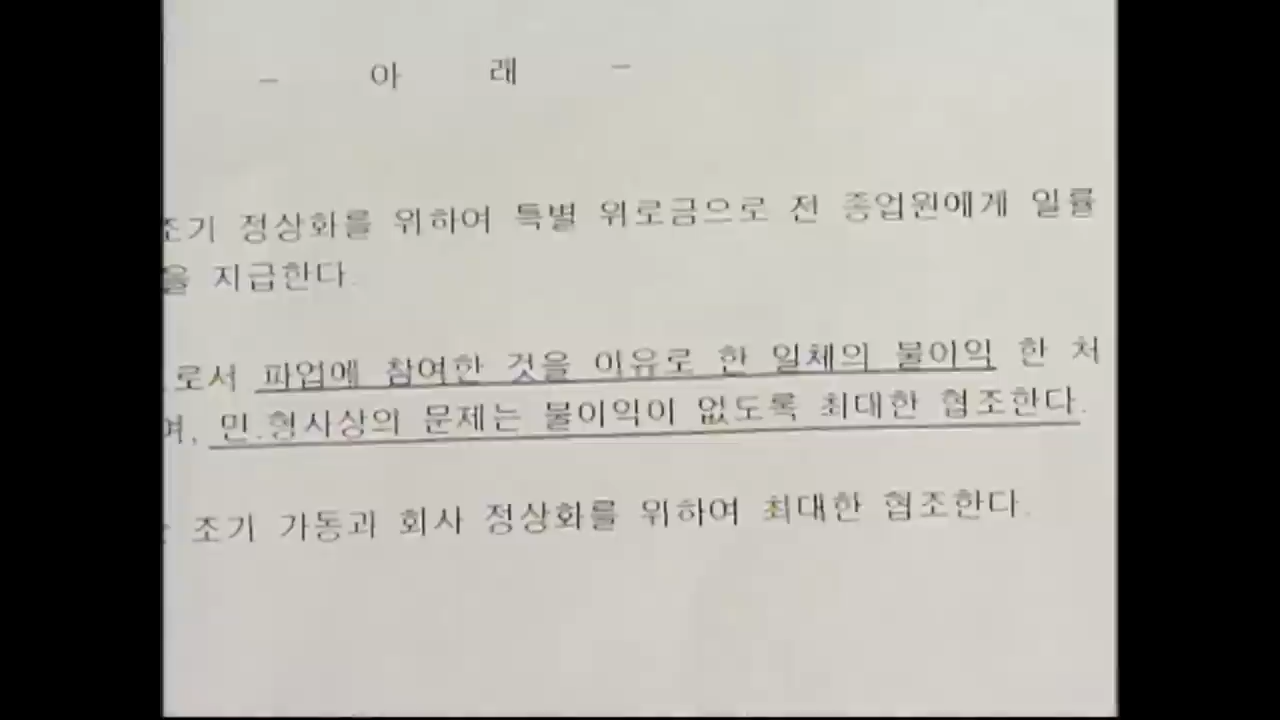 - 아 래 -
조기 정상화를 위하여 특별 위로금으로 전 종업원에게 일률
을 지급한다.
로서 파업에 참여한 것을 이유로 한 일체의 불이익 한 처
며, 민.형사상의 문제는 불이익이 없도록 최대한 협조한다.
조기 가동과 회사 정상화를 위하여 최대한 협조한다.